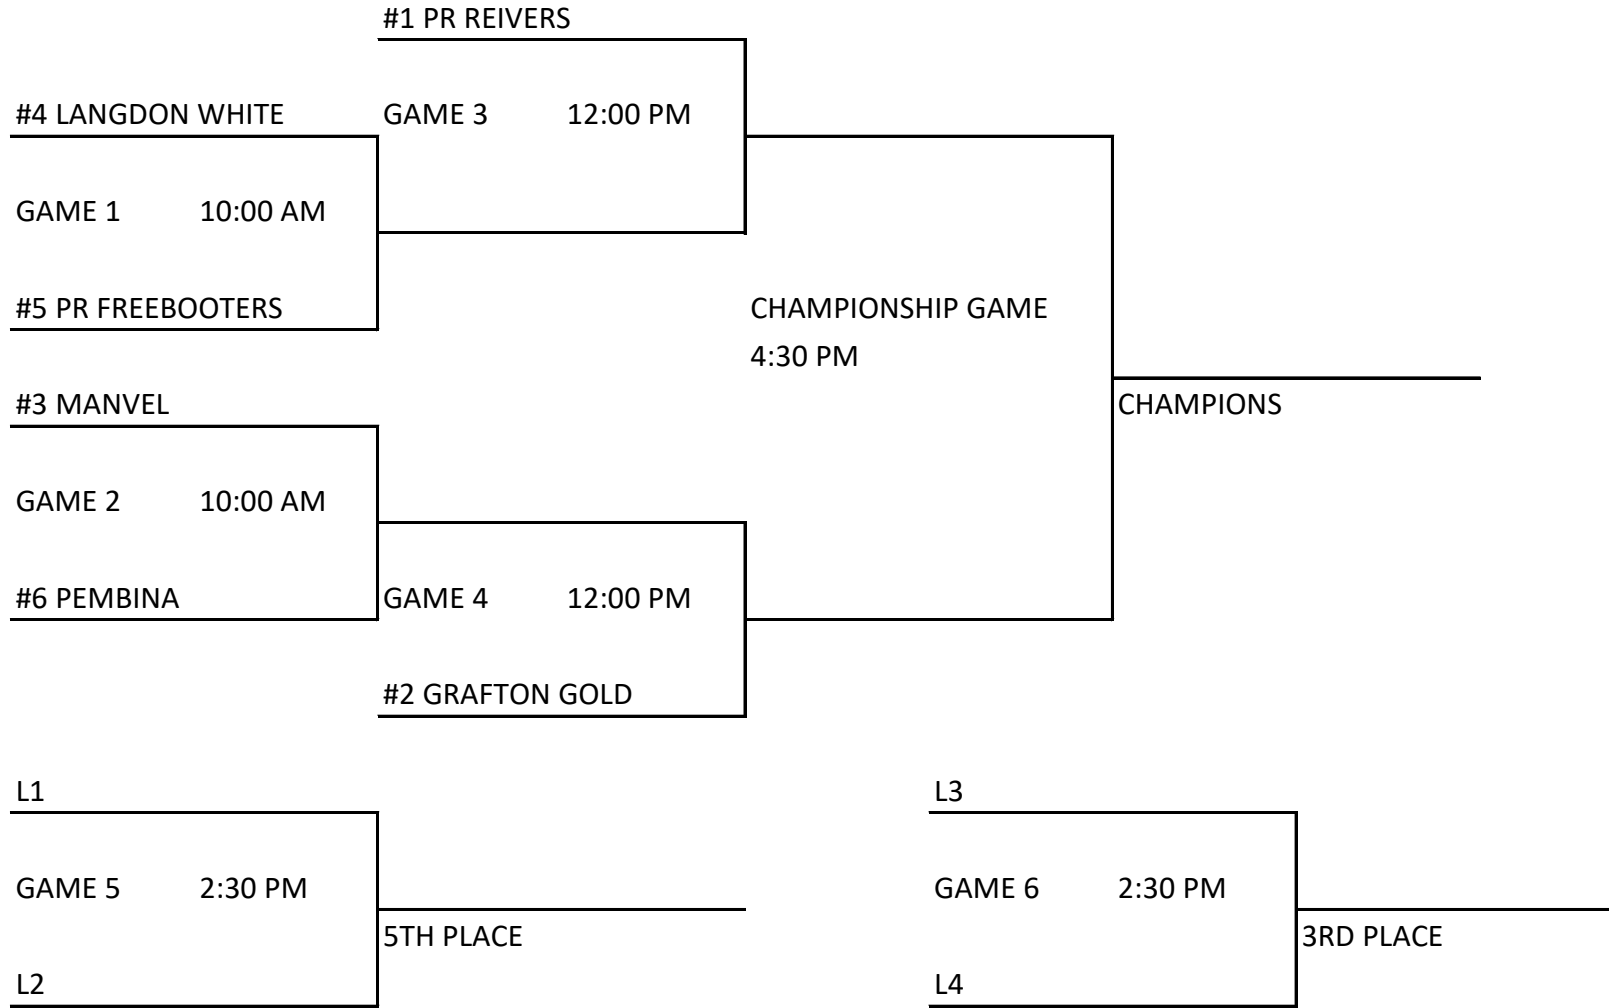 #1 PR REIVERS
#4 LANGDON WHITE
GAME 3 12:00 PM
GAME 1 10:00 AM
#5 PR FREEBOOTERS
CHAMPIONSHIP GAME
4:30 PM
#3 MANVEL
CHAMPIONS
GAME 2 10:00 AM
#6 PEMBINA
GAME 4 12:00 PM
#2 GRAFTON GOLD
L1
L3
GAME 5 2:30 PM
GAME 6 2:30 PM
5TH PLACE
3RD PLACE
L2
L4